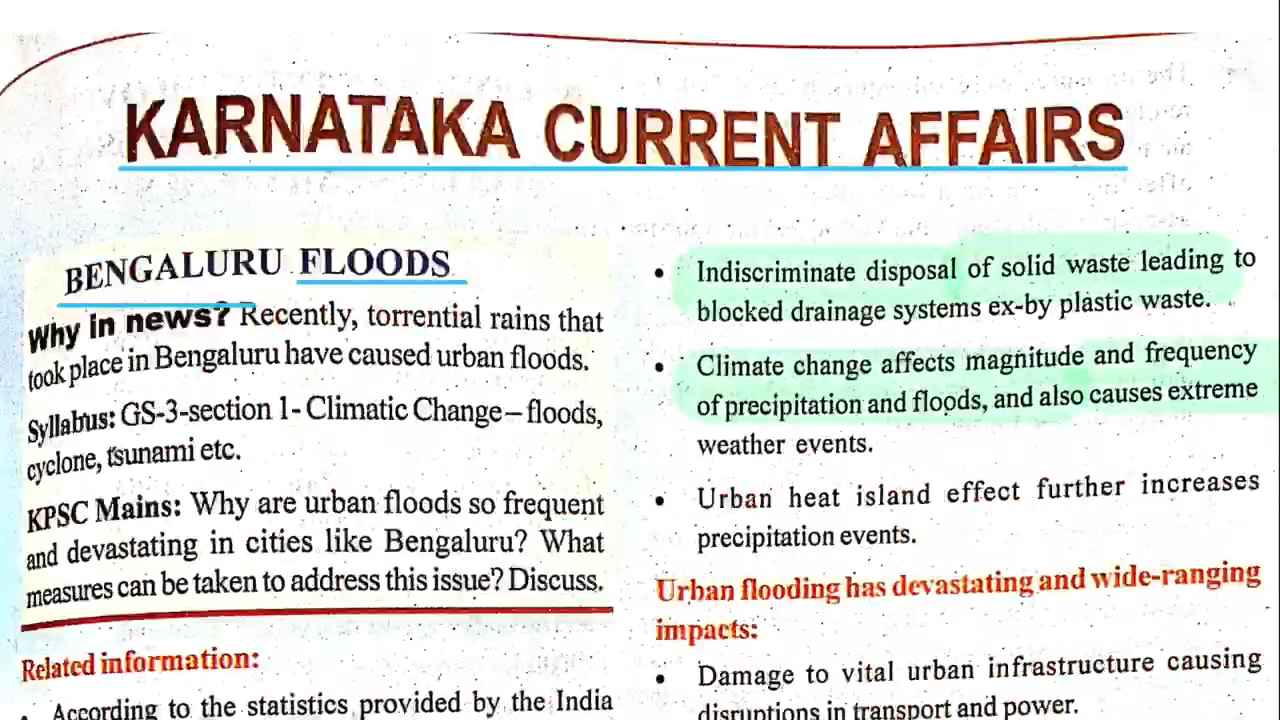 KARNATAKA CURRENT AFFAIRS
BENGALURU FLOODS
Why in news? Recently, torrential rains that
took place in Bengaluru have caused urban floods.
Syllabus: GS-3-section 1- Climatic Change – floods,
cyclone, tsunami etc.
KPSC Mains: Why are urban floods so frequent
and devastating in cities like Bengaluru? What
measures can be taken to address this issue? Discuss.
Related information:
• According to the statistics provided by the India
• Indiscriminate disposal of solid waste leading to
blocked drainage systems ex-by plastic waste.
• Climate change affects magnitude and frequency
of precipitation and floods, and also causes extreme
weather events.
• Urban heat island effect further increases
precipitation events.
Urban flooding has devastating and wide-ranging
impacts:
• Damage to vital urban infrastructure causing
disruptions in transport and power.